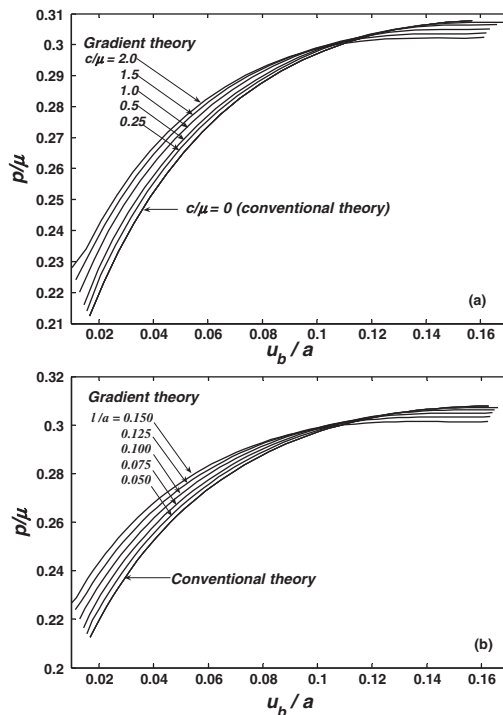 0.31
Gradient theory
c/μ = 2.0
0.3
1.5
0.29
1.0
0.28
0.5
0.27
0.25
0.26
p/μ
0.25
c/μ = 0 (conventional theory)
0.24
0.23
0.22
(a)
0.21
0.02 0.04 0.06 0.08 0.1 0.12 0.14 0.16
u_b / a
0.32
Gradient theory
l/a = 0.150
0.3
0.125
0.100
0.28
0.075
0.050
0.26
p/μ
0.24
Conventional theory
0.22
(b)
0.2
0.02 0.04 0.06 0.08 0.1 0.12 0.14 0.16
u_b / a